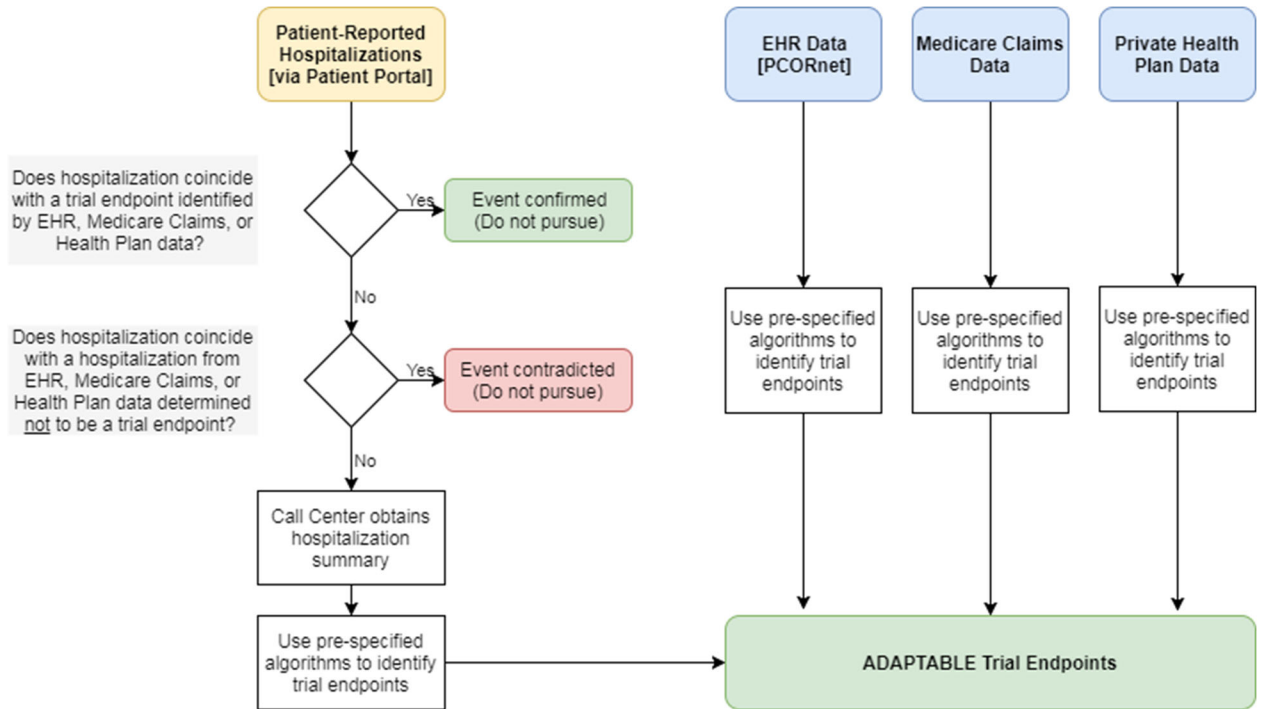 Patient-Reported
Hospitalizations
[via Patient Portal]
EHR Data
[PCORnet]
Medicare Claims
Data
Private Health
Plan Data
Does hospitalization coincide
with a trial endpoint identified
by EHR, Medicare Claims, or
Health Plan data?
Yes
Event confirmed
(Do not pursue)
No
Does hospitalization coincide
with a hospitalization from
EHR, Medicare Claims, or
Health Plan data determined
not to be a trial endpoint?
Yes
Event contradicted
(Do not pursue)
Use pre-specified
algorithms to
identify trial
endpoints
Use pre-specified
algorithms to
identify trial
endpoints
Use pre-specified
algorithms to
identify trial
endpoints
No
Call Center obtains
hospitalization
summary
Use pre-specified
algorithms to identify
trial endpoints
ADAPTABLE Trial Endpoints